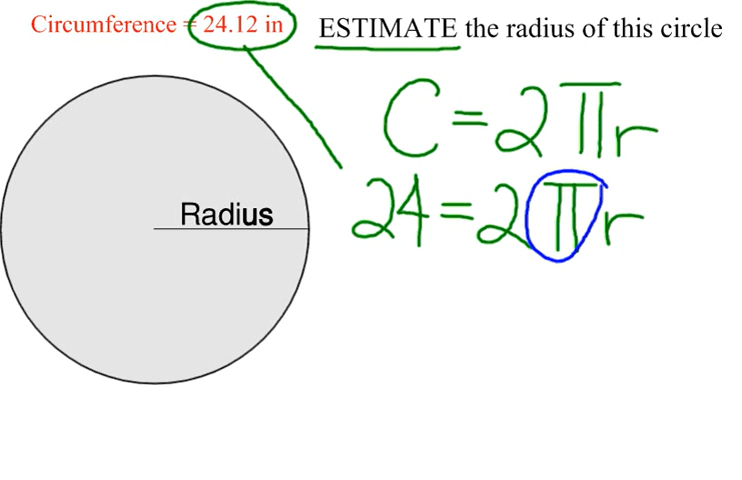 Circumference = 24.12 in ESTIMATE the radius of this circle
C = 2πr
24 = 2πr
Radius